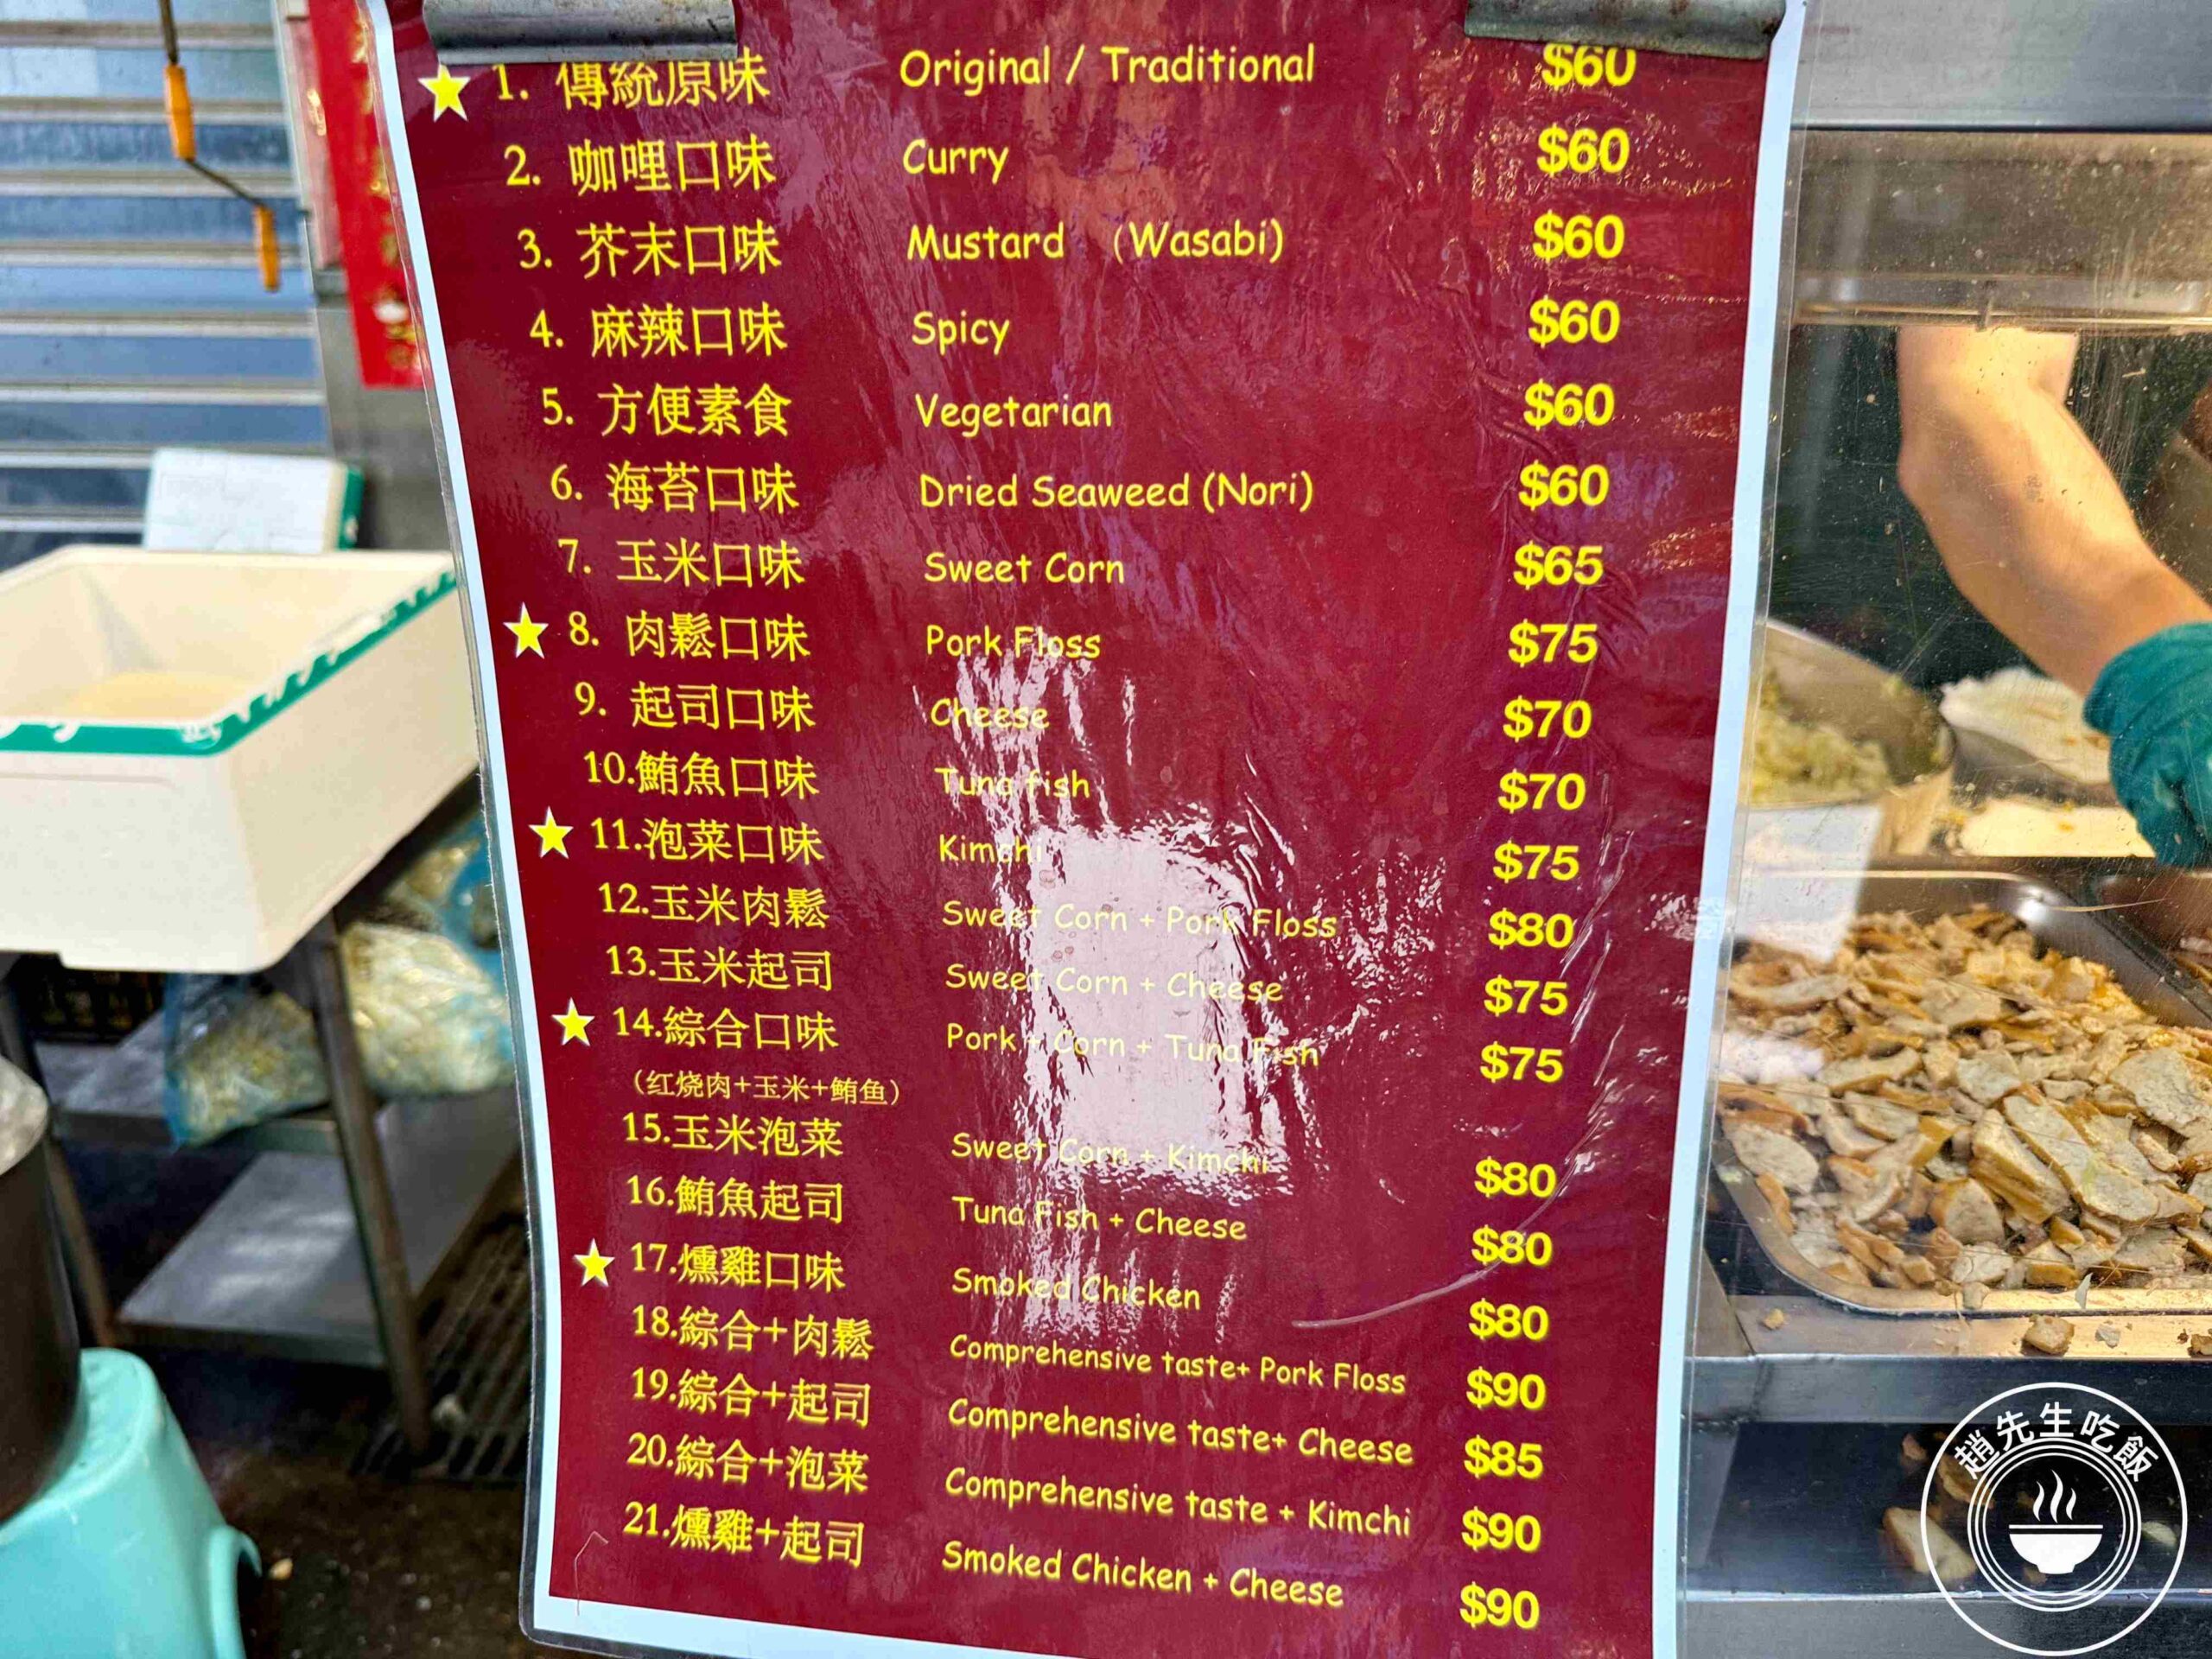 ★ 1. 傳統原味 Original / Traditional $60
2. 咖哩口味 Curry $60
3. 芥末口味 Mustard (Wasabi) $60
4. 麻辣口味 Spicy $60
5. 方便素食 Vegetarian $60
6. 海苔口味 Dried Seaweed (Nori) $60
7. 玉米口味 Sweet Corn $65
★ 8. 肉鬆口味 Pork Floss $75
9. 起司口味 Cheese $70
10.鮪魚口味 Tuna fish $70
★ 11.泡菜口味 Kimchi $75
12.玉米肉鬆 Sweet Corn + Pork Floss $80
13.玉米起司 Sweet Corn + Cheese $75
★ 14.綜合口味 Pork + Corn + Tuna Fish $75
(红烧肉+玉米+鲔鱼)
15.玉米泡菜 Sweet Corn + Kimchi $80
16.鮪魚起司 Tuna Fish + Cheese $80
★ 17.燻雞口味 Smoked Chicken $80
18.綜合+肉鬆 Comprehensive taste+ Pork Floss $90
19.綜合+起司 Comprehensive taste+ Cheese $85
20.綜合+泡菜 Comprehensive taste + Kimchi $90
21.燻雞+起司 Smoked Chicken + Cheese $90
趙先生吃飯